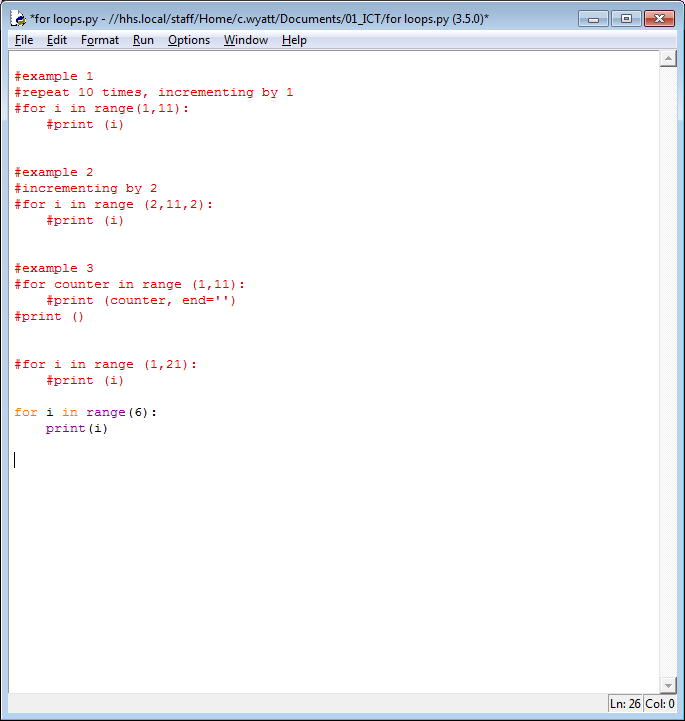 *for loops.py - //hhs.local/staff/Home/c.wyatt/Documents/01_ICT/for loops.py (3.5.0)*
File Edit Format Run Options Window Help
#example 1
#repeat 10 times, incrementing by 1
#for i in range(1,11):
    #print (i)
#example 2
#incrementing by 2
#for i in range (2,11,2):
    #print (i)
#example 3
#for counter in range (1,11):
    #print (counter, end='')
#print ()
#for i in range (1,21):
    #print (i)
for i in range(6):
    print(i)
Ln: 26 Col: 0